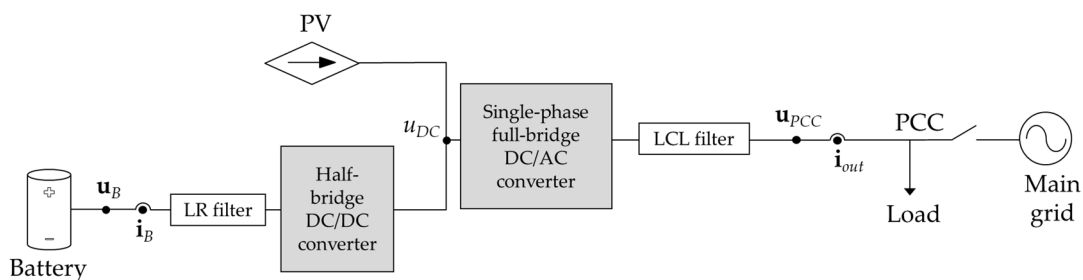 PV
Single-phase
full-bridge
DC/AC
converter
u_DC
u_PCC
PCC
LCL filter
i_out
Half-
bridge
DC/DC
converter
u_B
LR filter
i_B
+
−
Battery
Load
Main
grid